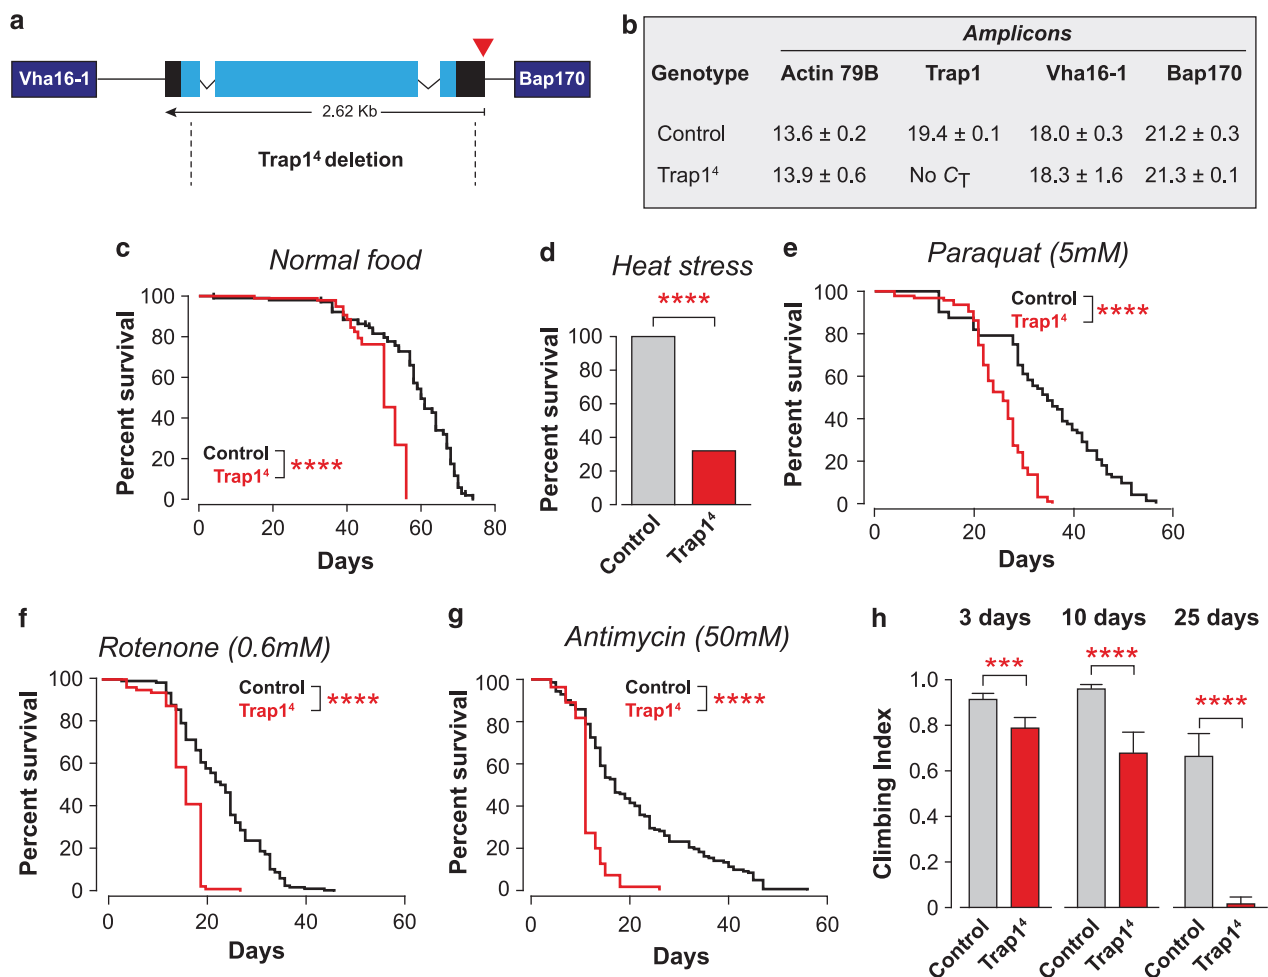 a
Vha16-1
Bap170
2.62 Kb
Trap1⁴ deletion
b
Amplicons
Genotype Actin 79B Trap1 Vha16-1 Bap170
Control 13.6 ± 0.2 19.4 ± 0.1 18.0 ± 0.3 21.2 ± 0.3
Trap1⁴ 13.9 ± 0.6 No CT 18.3 ± 1.6 21.3 ± 0.1
c
Normal food
Percent survival
100
80
60
40
20
0
Control
Trap1⁴
****
0 20 40 60 80
Days
d
Heat stress
****
Percent survival
100
80
60
40
20
0
Control
Trap1⁴
e
Paraquat (5mM)
Percent survival
100
80
60
40
20
0
Control
Trap1⁴
****
0 20 40 60
Days
f
Rotenone (0.6mM)
Percent survival
100
80
60
40
20
0
Control
Trap1⁴
****
0 20 40 60
Days
g
Antimycin (50mM)
Percent survival
100
80
60
40
20
0
Control
Trap1⁴
****
0 20 40 60
Days
h
3 days 10 days 25 days
*** **** ****
Climbing Index
1.0
0.8
0.6
0.4
0.2
0
Control
Trap1⁴
Control
Trap1⁴
Control
Trap1⁴